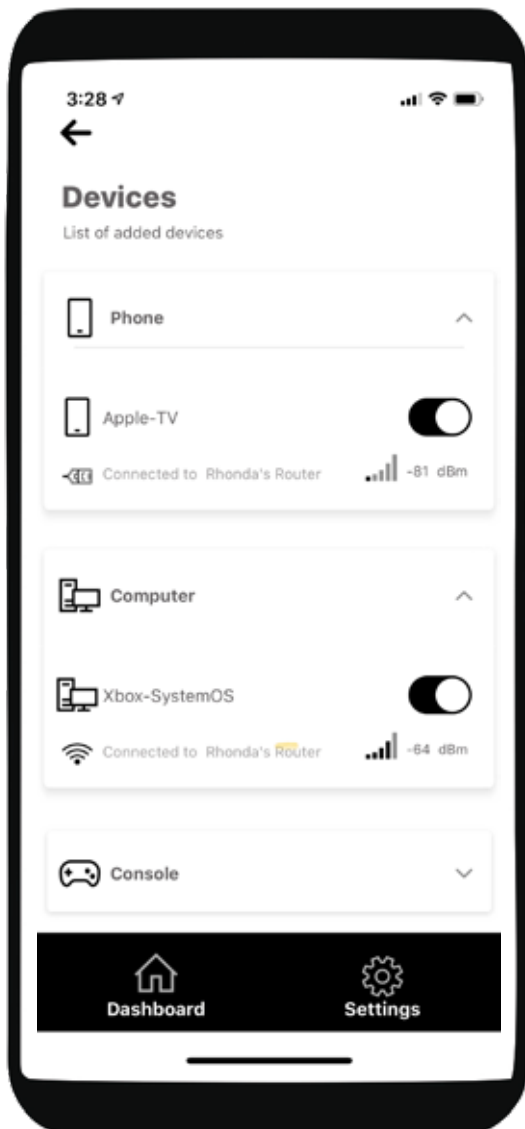 3:28
Devices
List of added devices
Phone
Apple-TV
Connected to Rhonda's Router
-81 dBm
Computer
Xbox-SystemOS
Connected to Rhonda's Router
-64 dBm
Console
Dashboard
Settings